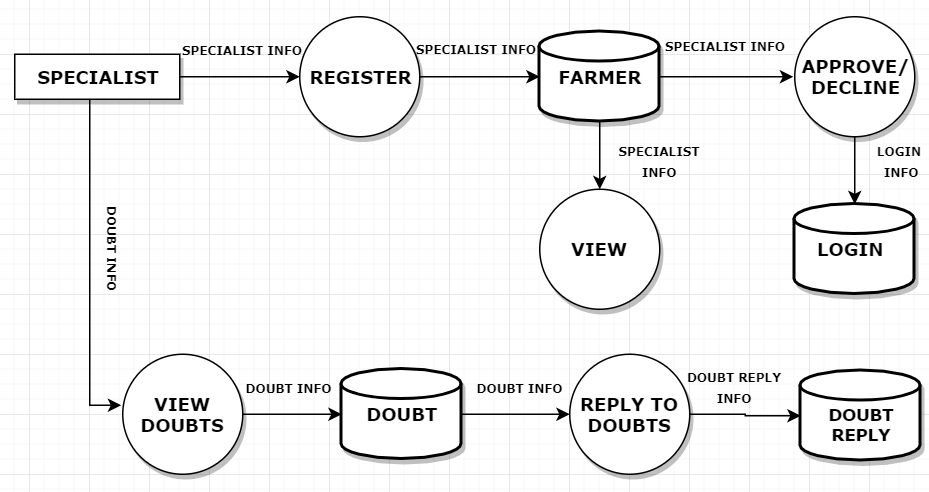 SPECIALIST INFO
SPECIALIST INFO
SPECIALIST INFO
SPECIALIST
REGISTER
FARMER
APPROVE/
DECLINE
SPECIALIST
INFO
LOGIN
INFO
VIEW
LOGIN
DOUBT INFO
VIEW
DOUBTS
DOUBT INFO
DOUBT
DOUBT INFO
REPLY TO
DOUBTS
DOUBT REPLY
INFO
DOUBT
REPLY